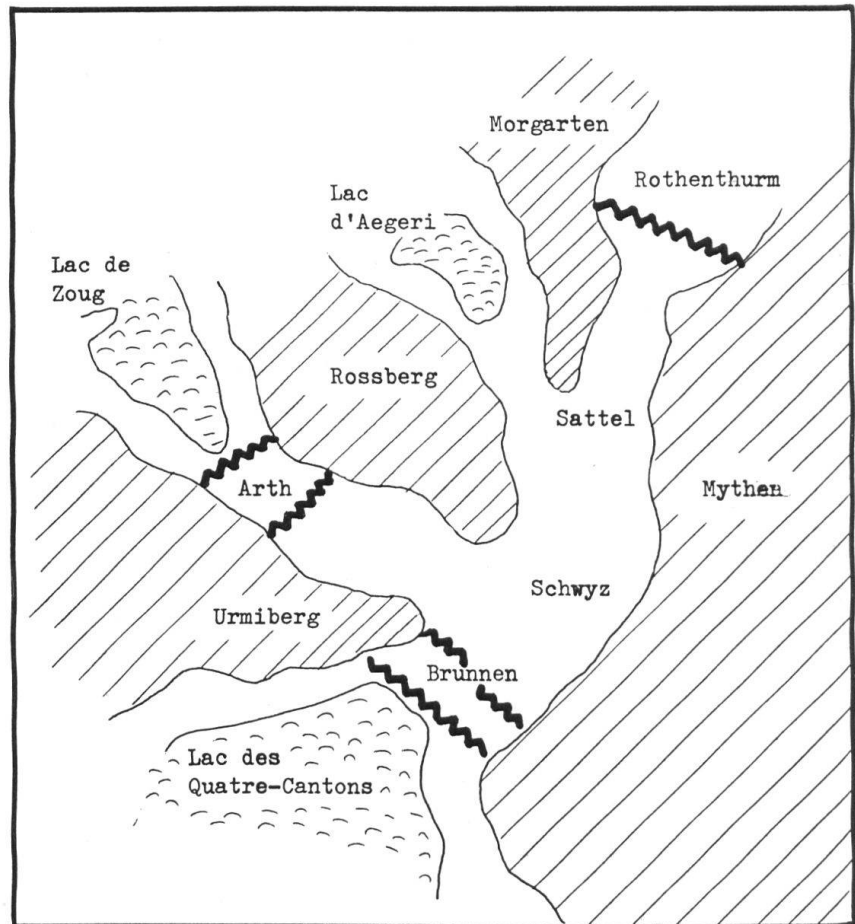 Morgarten
Rothenthurm
Lac
d'Aegeri
Lac de
Zoug
Rossberg
Sattel
Arth
Mythen
Schwyz
Urmiberg
Brunnen
Lac des
Quatre-Cantons